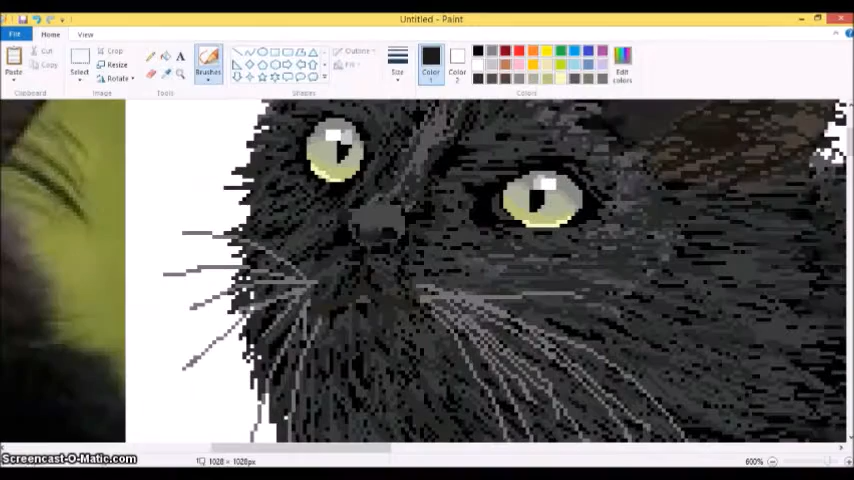 Untitled - Paint
File Home View
Paste
Cut
Copy
Clipboard
Select
Crop
Resize
Rotate
Image
A
Tools
Brushes
Outline
Fill
Shapes
Size
Color 1
Color 2
Edit colors
Colors
Screencast-O-Matic.com
1028 × 1028px
600%